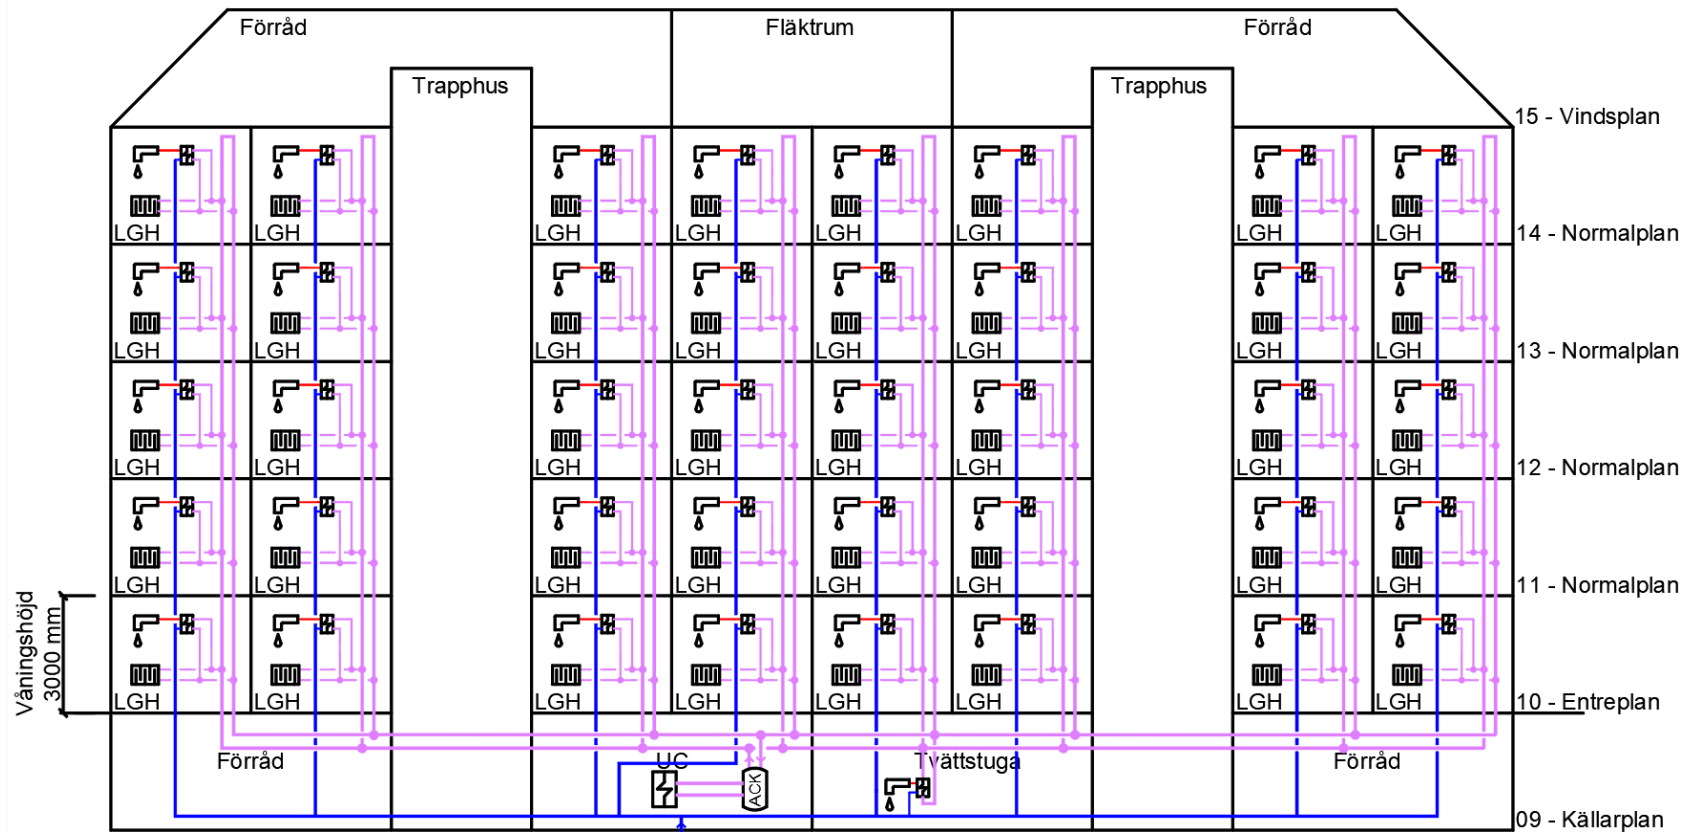 Förråd Fläktrum Förråd
Trapphus Trapphus
15 - Vindsplan
LGH LGH LGH LGH LGH LGH LGH LGH
14 - Normalplan
LGH LGH LGH LGH LGH LGH LGH LGH
13 - Normalplan
LGH LGH LGH LGH LGH LGH LGH LGH
12 - Normalplan
LGH LGH LGH LGH LGH LGH LGH LGH
11 - Normalplan
Våningshöjd
3000 mm
LGH LGH LGH LGH LGH LGH LGH LGH
10 - Entreplan
Förråd UC Tvättstuga Förråd
ACK
09 - Källarplan